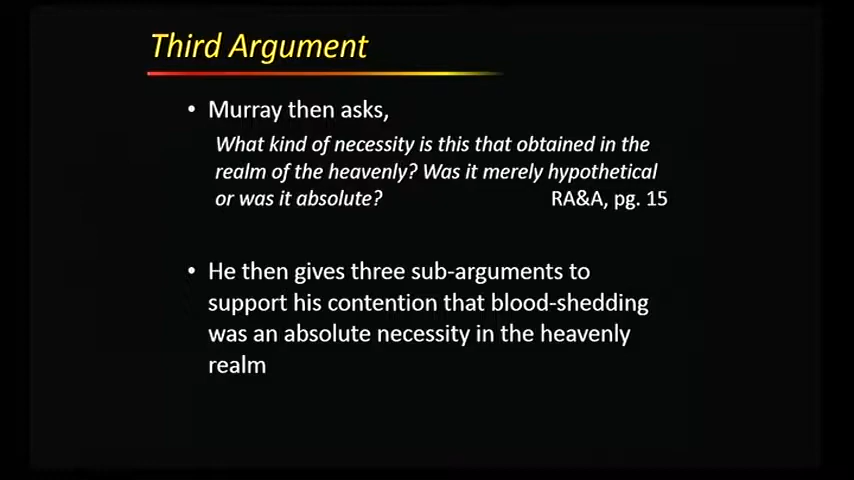 Third Argument
• Murray then asks,
What kind of necessity is this that obtained in the
realm of the heavenly? Was it merely hypothetical
or was it absolute? RA&A, pg. 15
• He then gives three sub-arguments to
support his contention that blood-shedding
was an absolute necessity in the heavenly
realm